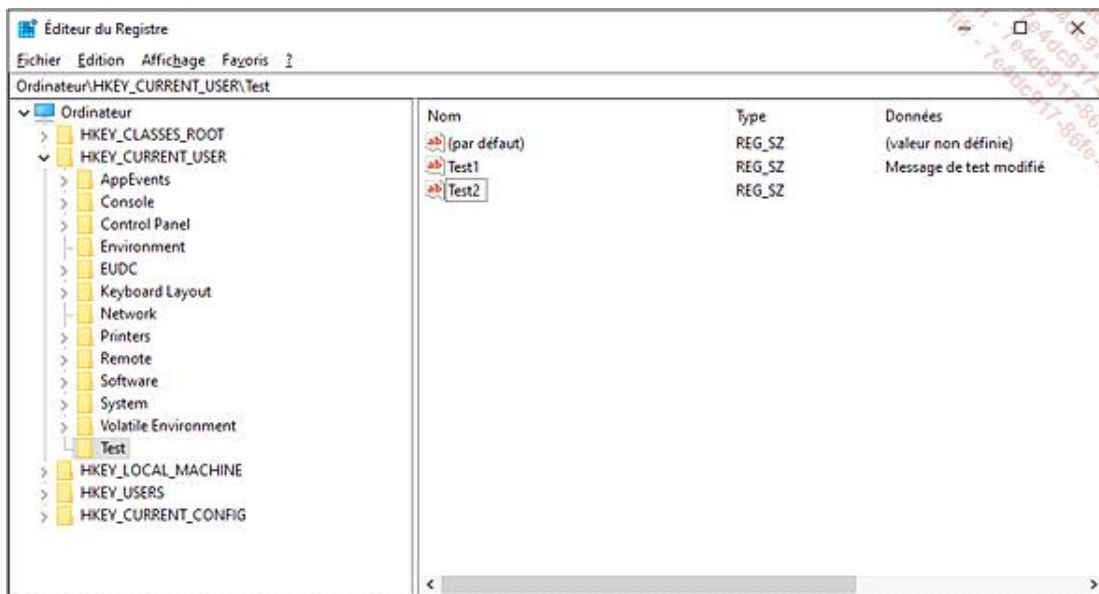 Éditeur du Registre
Fichier Édition Affichage Favoris ?
Ordinateur\HKEY_CURRENT_USER\Test
Ordinateur
HKEY_CLASSES_ROOT
HKEY_CURRENT_USER
AppEvents
Console
Control Panel
Environment
EUDC
Keyboard Layout
Network
Printers
Remote
Software
System
Volatile Environment
Test
HKEY_LOCAL_MACHINE
HKEY_USERS
HKEY_CURRENT_CONFIG
Nom Type Données
(par défaut) REG_SZ (valeur non définie)
Test1 REG_SZ Message de test modifié
Test2 REG_SZ